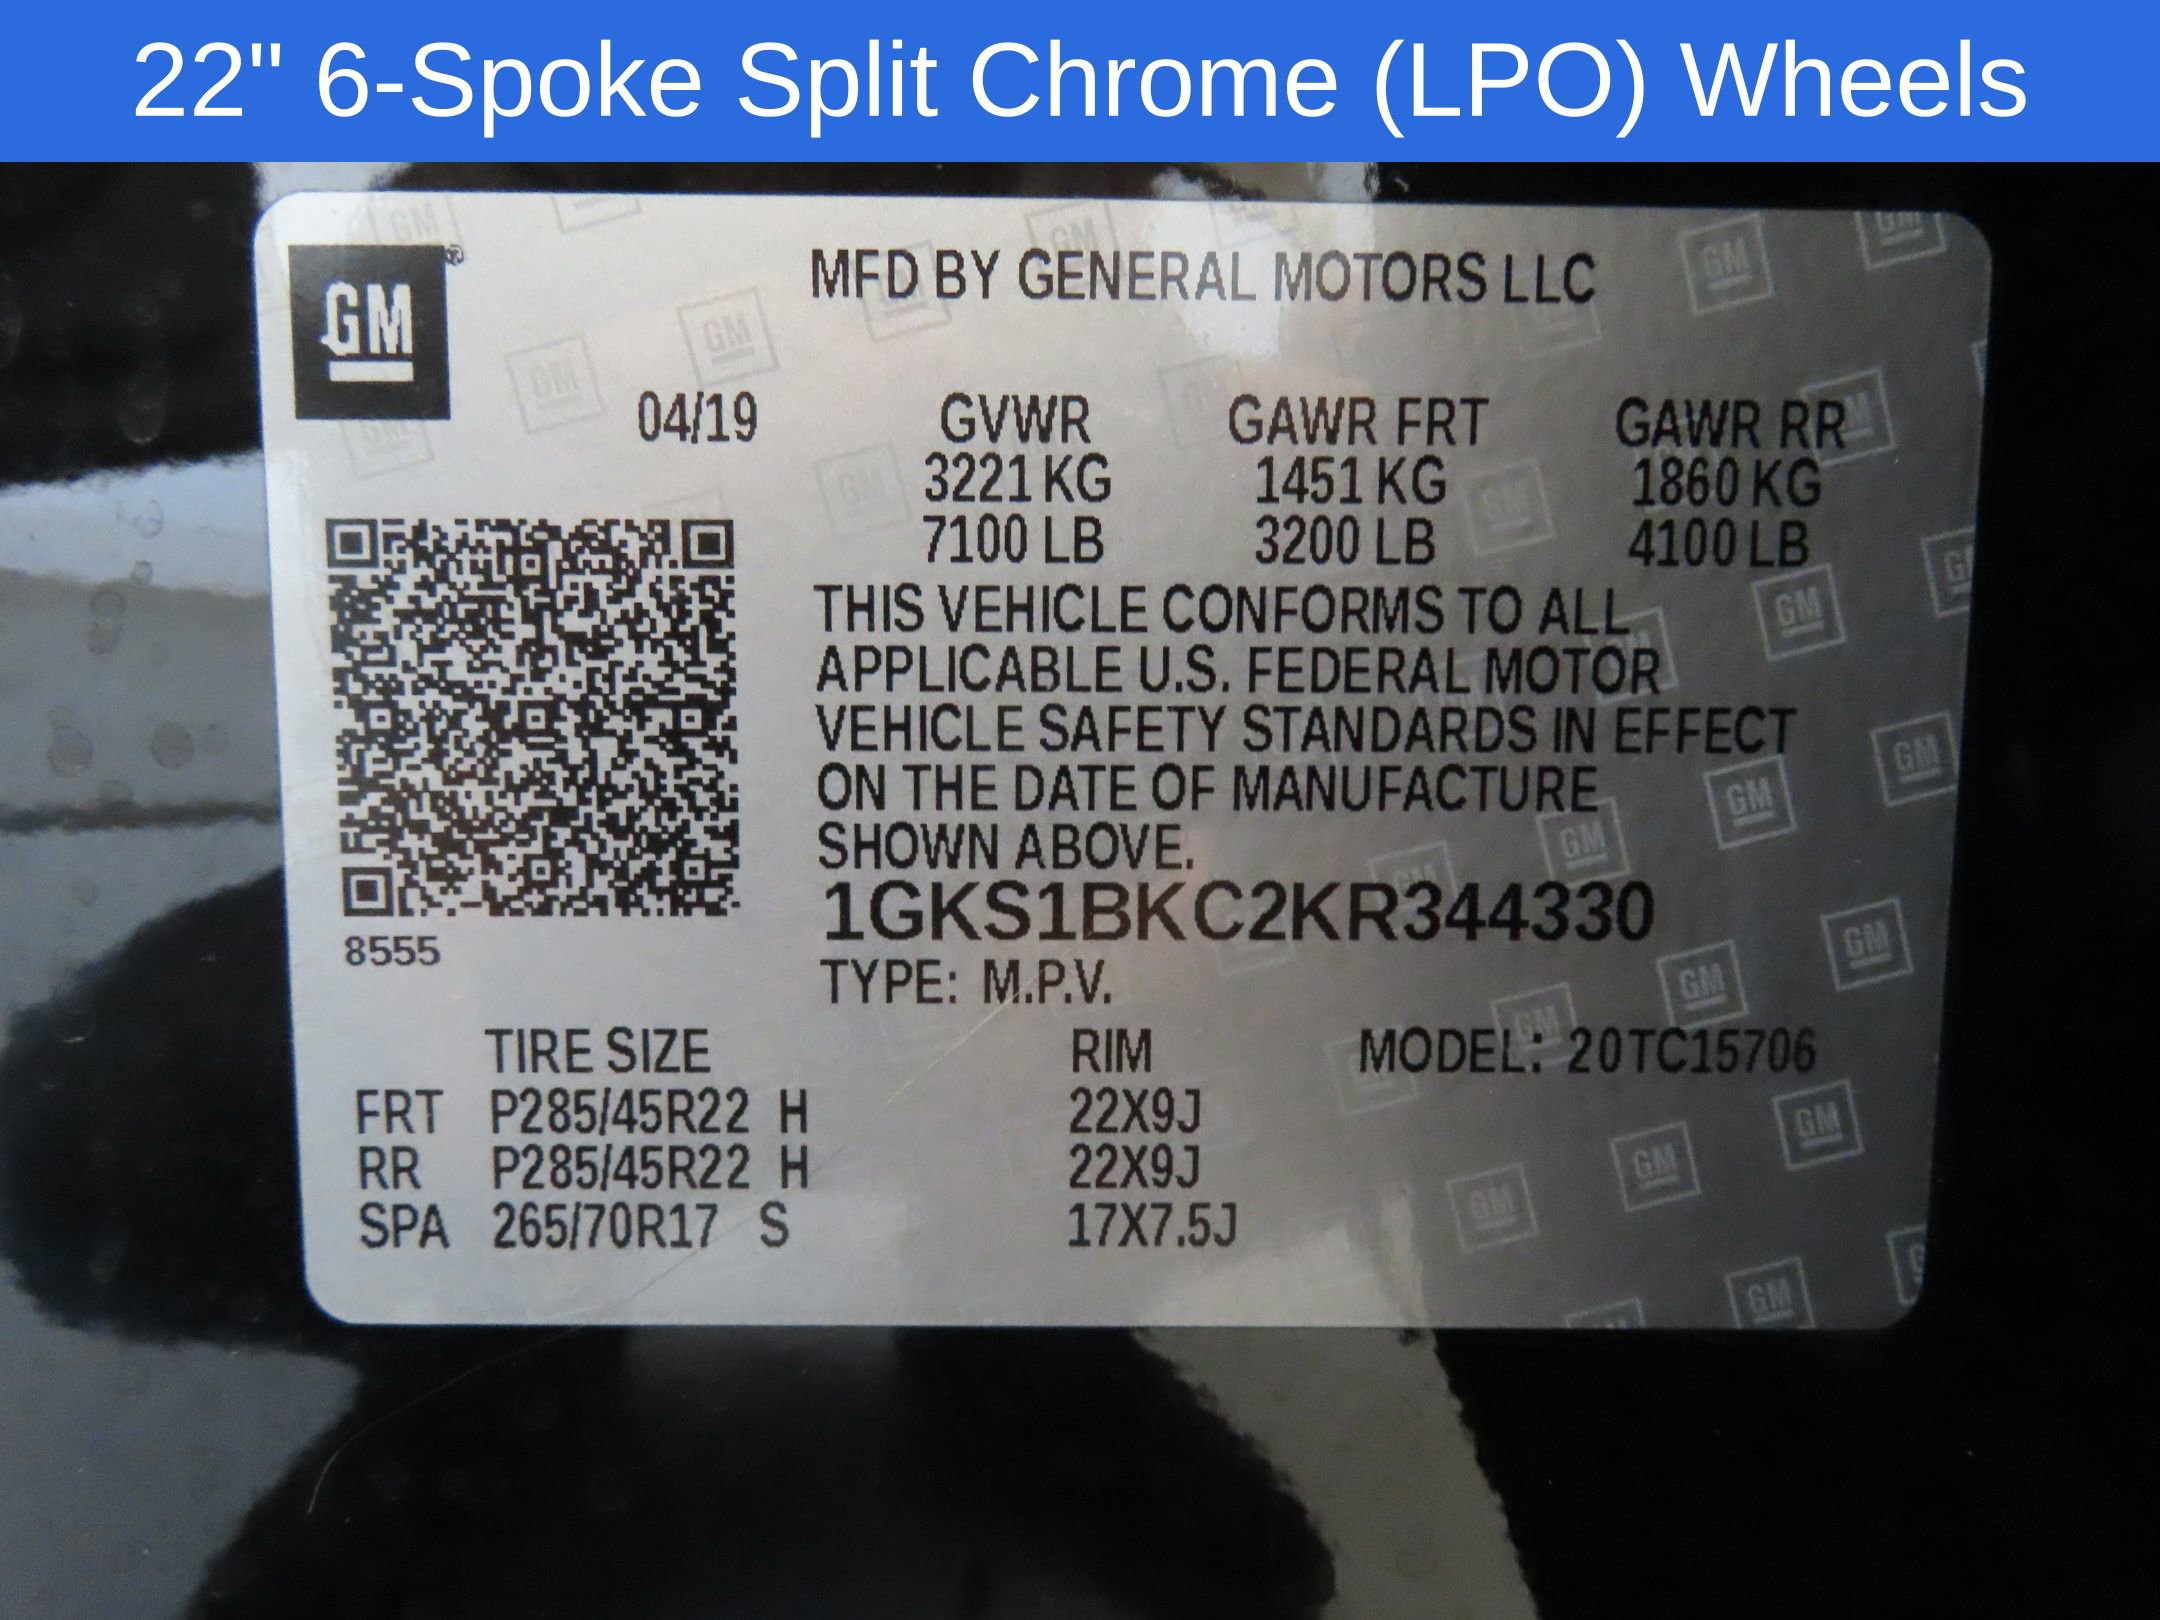 22" 6-Spoke Split Chrome (LPO) Wheels
GM®
MFD BY GENERAL MOTORS LLC
04/19 GVWR GAWR FRT GAWR RR
3221 KG 1451 KG 1860 KG
7100 LB 3200 LB 4100 LB
THIS VEHICLE CONFORMS TO ALL
APPLICABLE U.S. FEDERAL MOTOR
VEHICLE SAFETY STANDARDS IN EFFECT
ON THE DATE OF MANUFACTURE
SHOWN ABOVE.
1GKS1BKC2KR344330
8555
TYPE: M.P.V.
TIRE SIZE RIM MODEL: 20TC15706
FRT P285/45R22 H 22X9J
RR P285/45R22 H 22X9J
SPA 265/70R17 S 17X7.5J